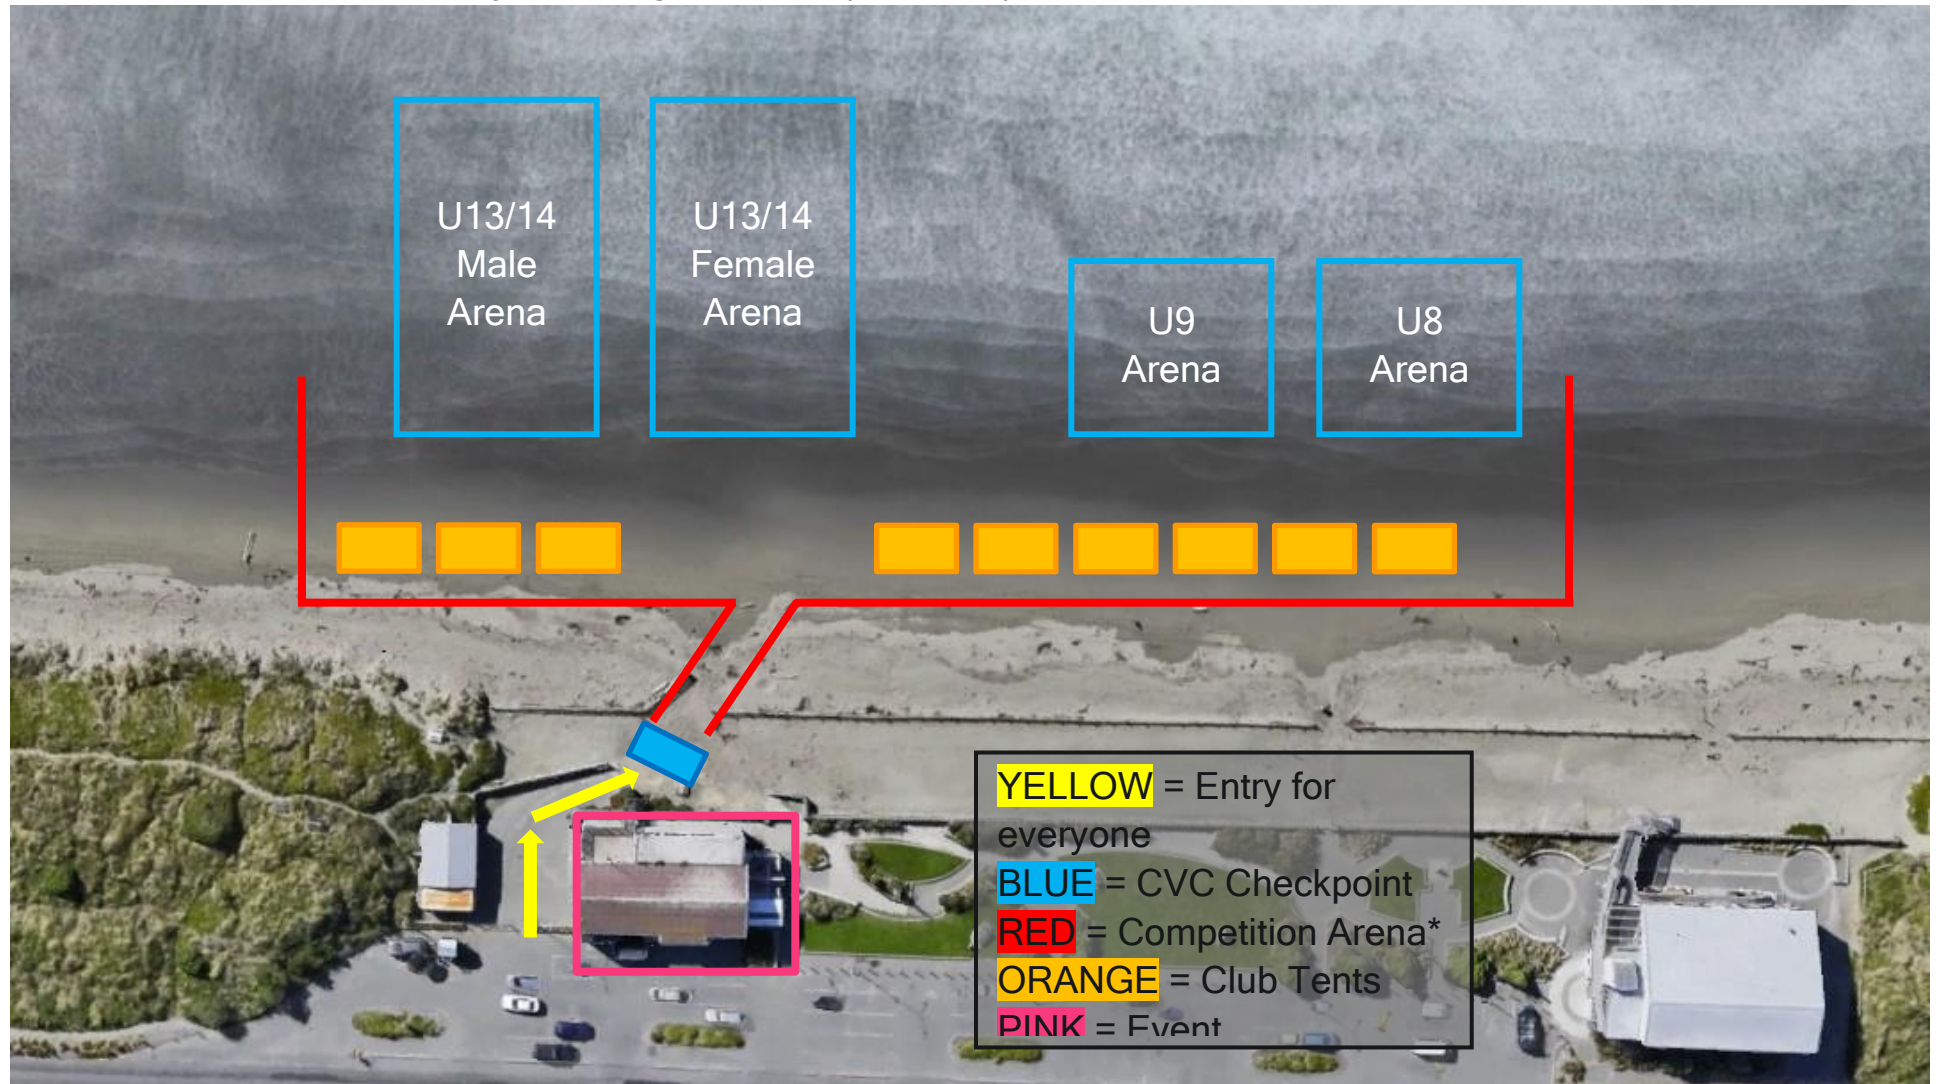 U13/14
Male
Arena
U13/14
Female
Arena
U9
Arena
U8
Arena
YELLOW = Entry for
everyone
BLUE = CVC Checkpoint
RED = Competition Arena*
ORANGE = Club Tents
PINK = Event